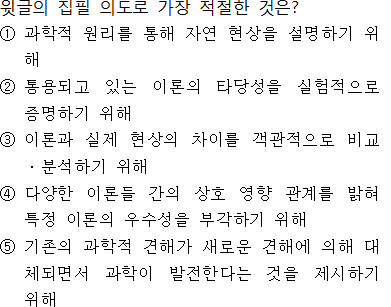 윗글의 집필 의도로 가장 적절한 것은?
① 과학적 원리를 통해 자연 현상을 설명하기 위
해
② 통용되고 있는 이론의 타당성을 실험적으로
증명하기 위해
③ 이론과 실제 현상의 차이를 객관적으로 비교
·분석하기 위해
④ 다양한 이론들 간의 상호 영향 관계를 밝혀
특정 이론의 우수성을 부각하기 위해
⑤ 기존의 과학적 견해가 새로운 견해에 의해 대
체되면서 과학이 발전한다는 것을 제시하기
위해